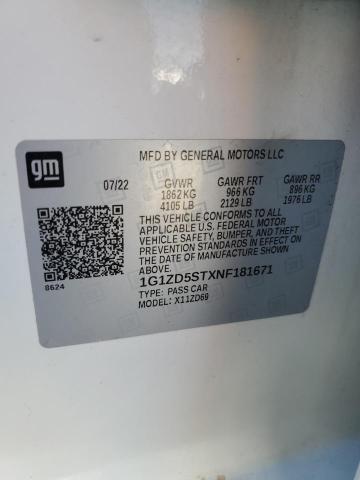 gm
MFD BY GENERAL MOTORS LLC
07/22 GVWR GAWR FRT GAWR RR
1862 KG 966 KG 896 KG
4105 LB 2129 LB 1976 LB
THIS VEHICLE CONFORMS TO ALL
APPLICABLE U.S. FEDERAL MOTOR
VEHICLE SAFETY, BUMPER, AND THEFT
PREVENTION STANDARDS IN EFFECT ON
THE DATE OF MANUFACTURE SHOWN
ABOVE.
8624
1G1ZD5STXNF181671
TYPE: PASS CAR
MODEL: X11ZD69